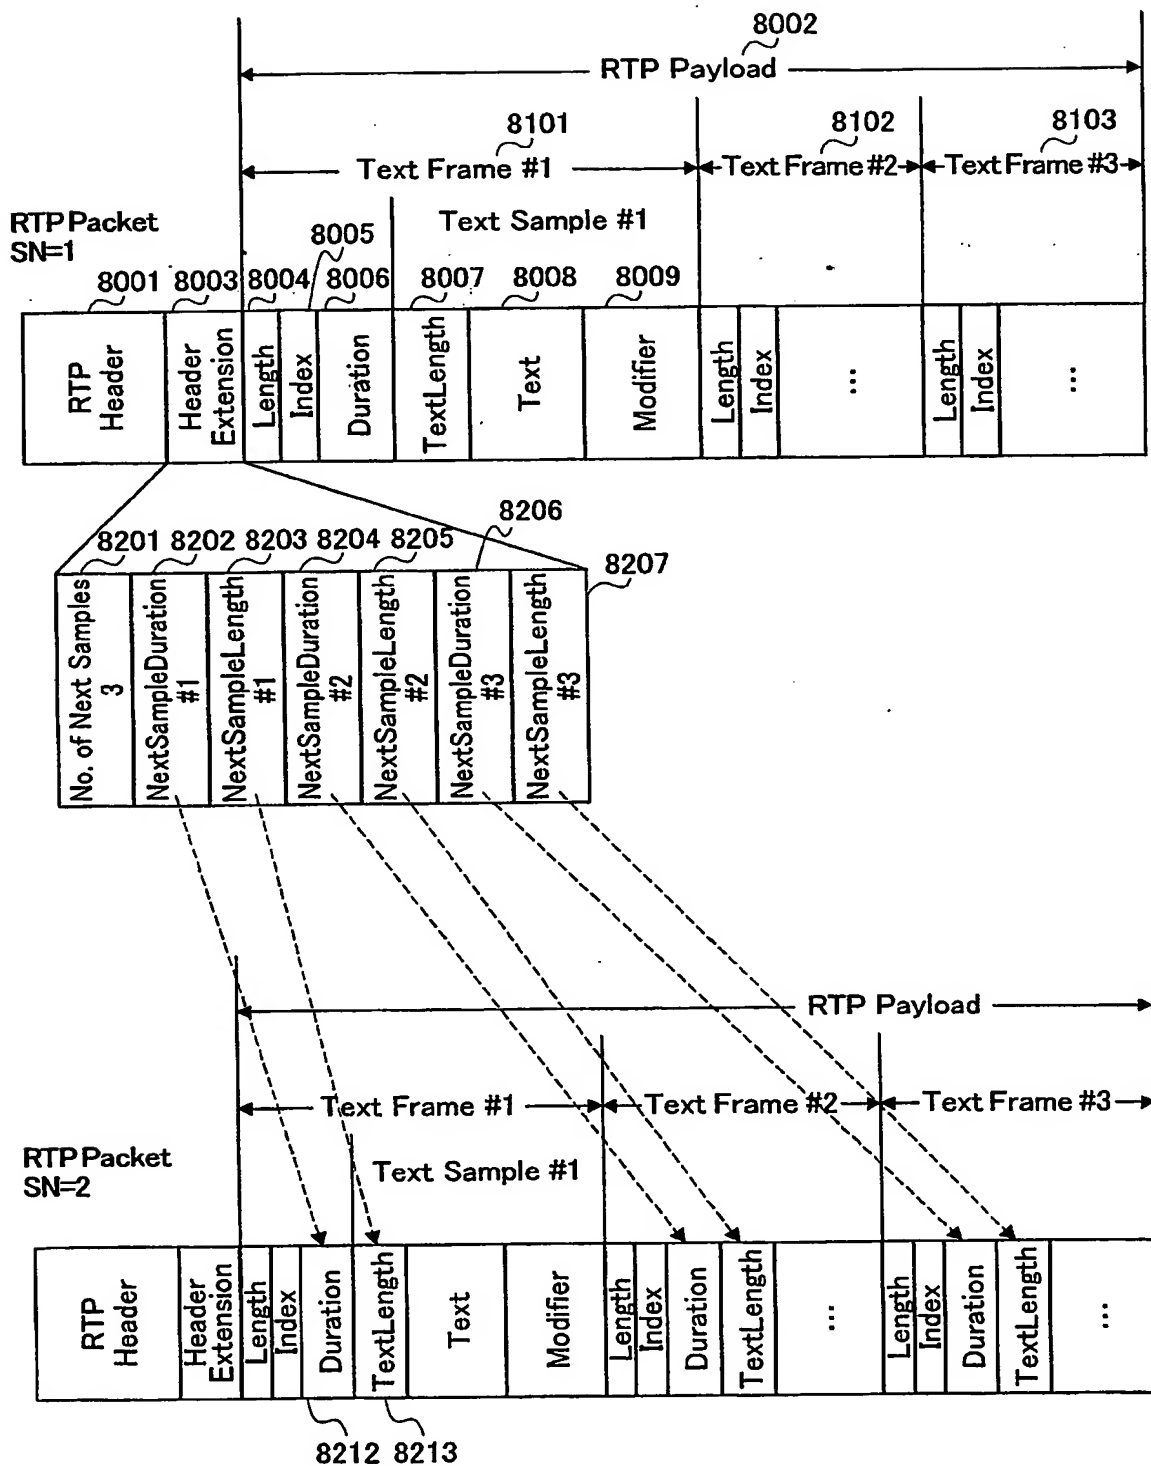 8002
RTP Payload
8101
8102
8103
Text Frame #1
Text Frame #2
Text Frame #3
RTP Packet
SN=1
Text Sample #1
8005
8001
8003
8004
8006
8007
8008
8009
RTP
Header
Header
Extension
Length
Index
Duration
TextLength
Text
Modifier
Length
Index
...
Length
Index
...
8206
8201
8202
8203
8204
8205
8207
No. of Next Samples
3
NextSampleDuration
#1
NextSampleLength
#1
NextSampleDuration
#2
NextSampleLength
#2
NextSampleDuration
#3
NextSampleLength
#3
RTP Payload
Text Frame #1
Text Frame #2
Text Frame #3
RTP Packet
SN=2
Text Sample #1
RTP
Header
Header
Extension
Length
Index
Duration
TextLength
Text
Modifier
Length
Index
Duration
TextLength
...
Length
Index
Duration
TextLength
...
8212
8213